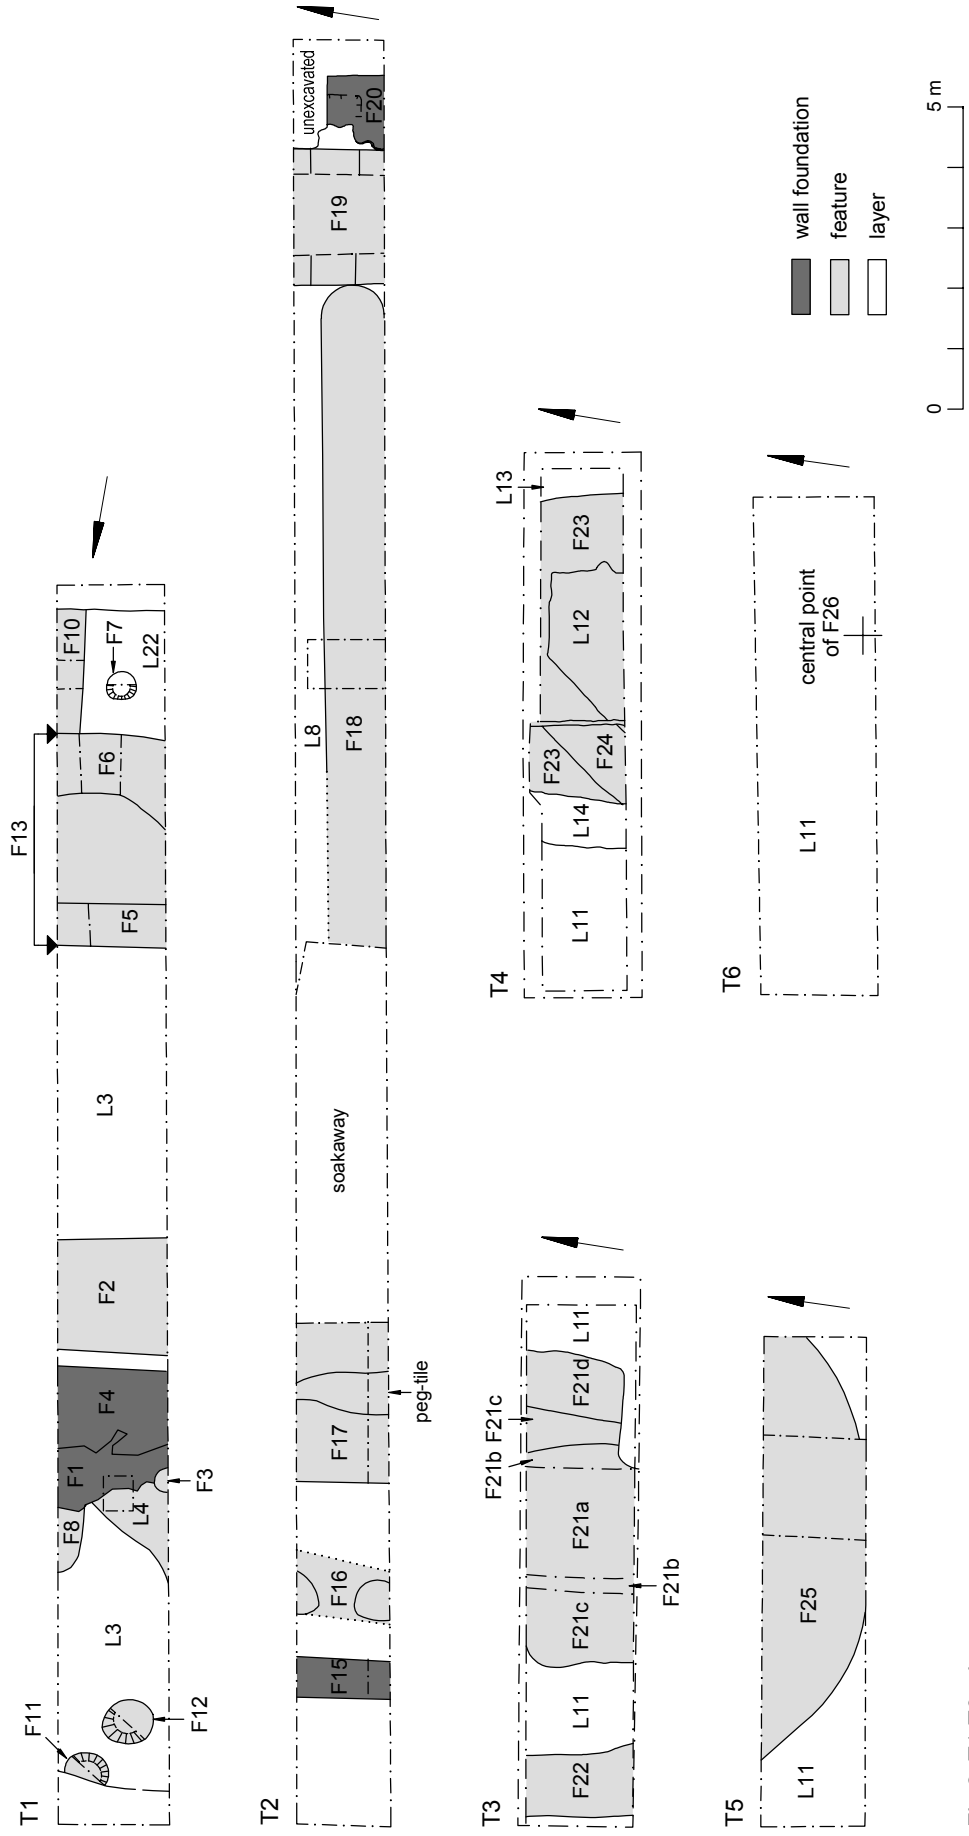 T1
F11
F12
L3
F8
F1
L4
F3
F4
F2
L3
F13
F5
F6
F10
F7
L22
T2
F15
F16
F17
peg-tile
soakaway
L8
F18
F19
unexcavated
F20
T3
F22
L11
F21c
F21b
F21a
F21b
F21c
F21d
L11
T4
L11
L14
F23
F24
L12
F23
L13
T5
L11
F25
T6
L11
central point
of F26
wall foundation
feature
layer
0
5 m